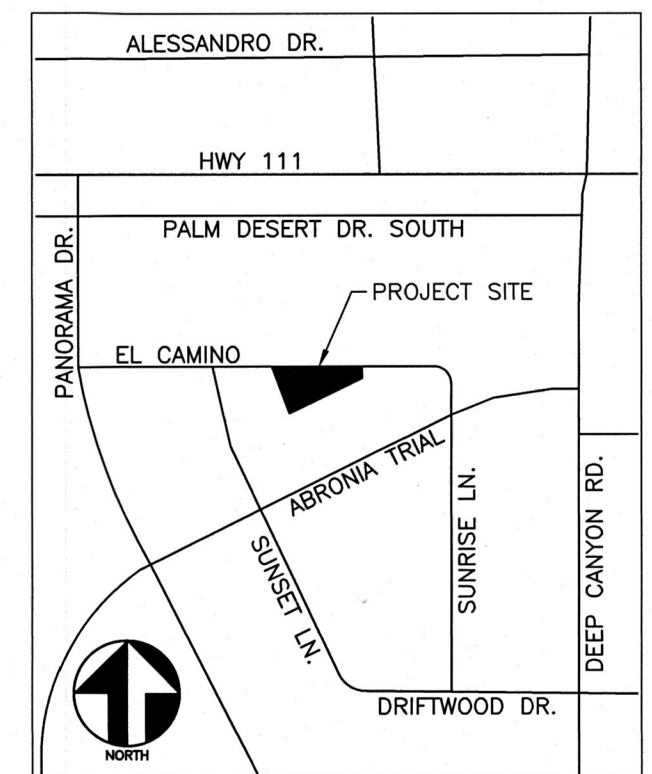 ALESSANDRO DR.
HWY 111
PALM DESERT DR. SOUTH
PANORAMA DR.
PROJECT SITE
EL CAMINO
ABRONIA TRIAL
SUNSET LN.
SUNRISE LN.
DEEP CANYON RD.
DRIFTWOOD DR.
NORTH